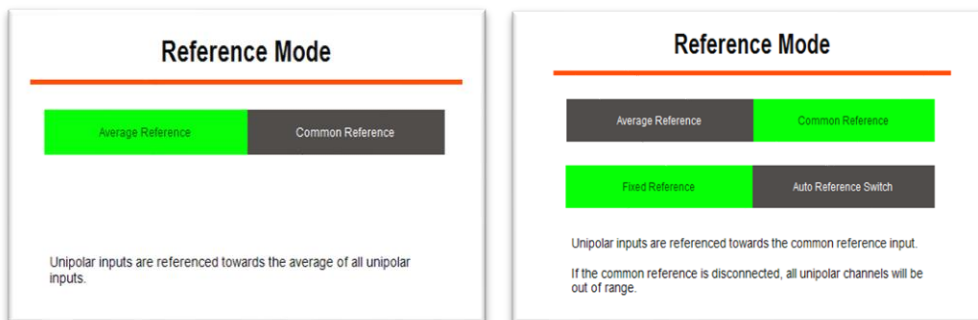 Reference Mode
Average Reference
Common Reference
Unipolar inputs are referenced towards the average of all unipolar
inputs.
Reference Mode
Average Reference
Common Reference
Fixed Reference
Auto Reference Switch
Unipolar inputs are referenced towards the common reference input.
If the common reference is disconnected, all unipolar channels will be
out of range.